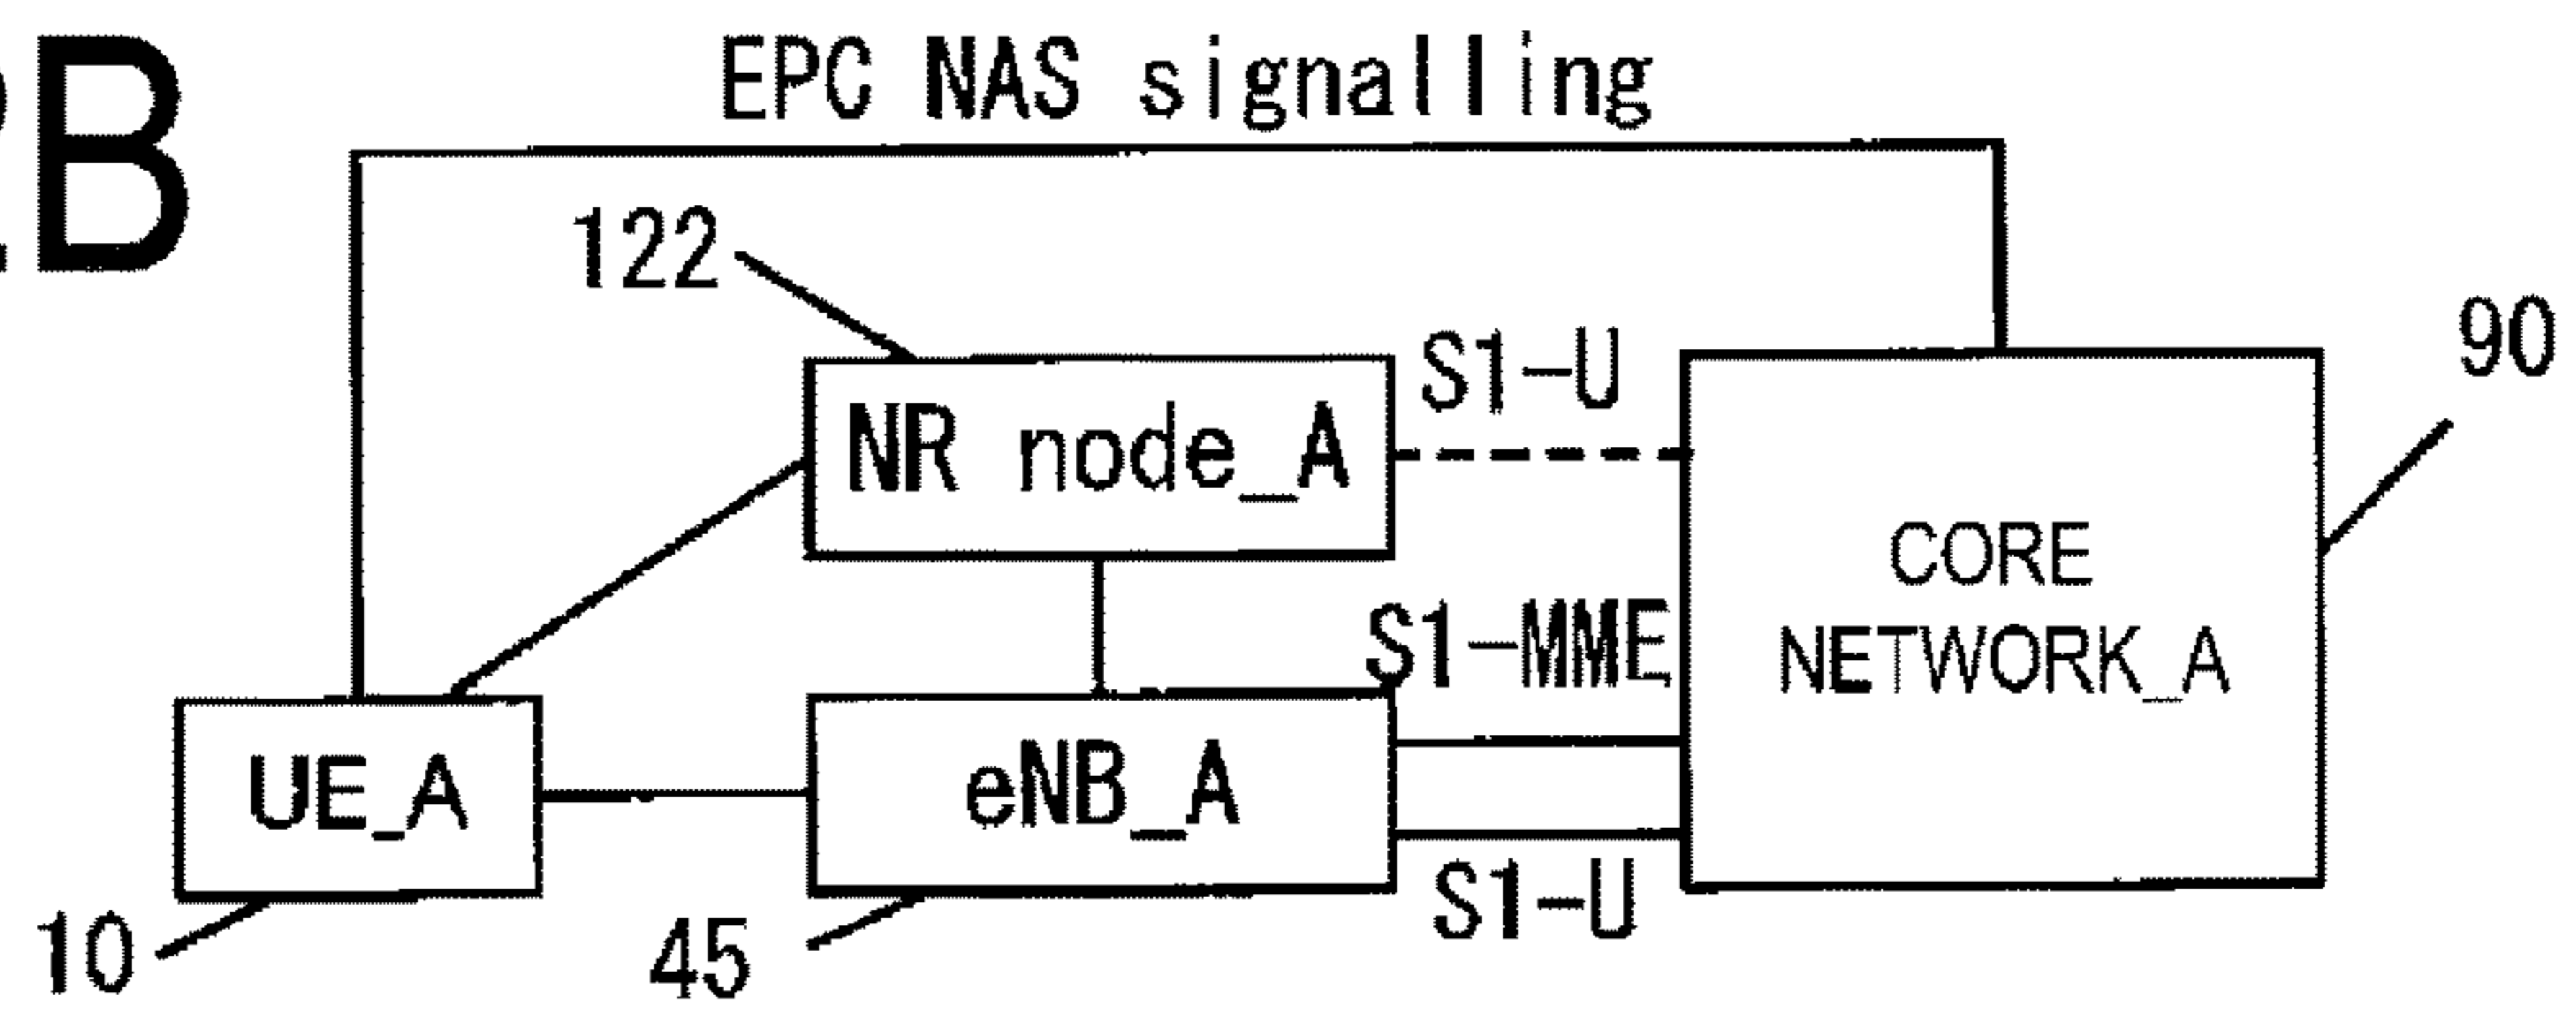 2B
EPC NAS signalling
122
S1-U
90
NR node_A
CORE
NETWORK_A
S1-MME
UE_A
eNB_A
S1-U
10
45